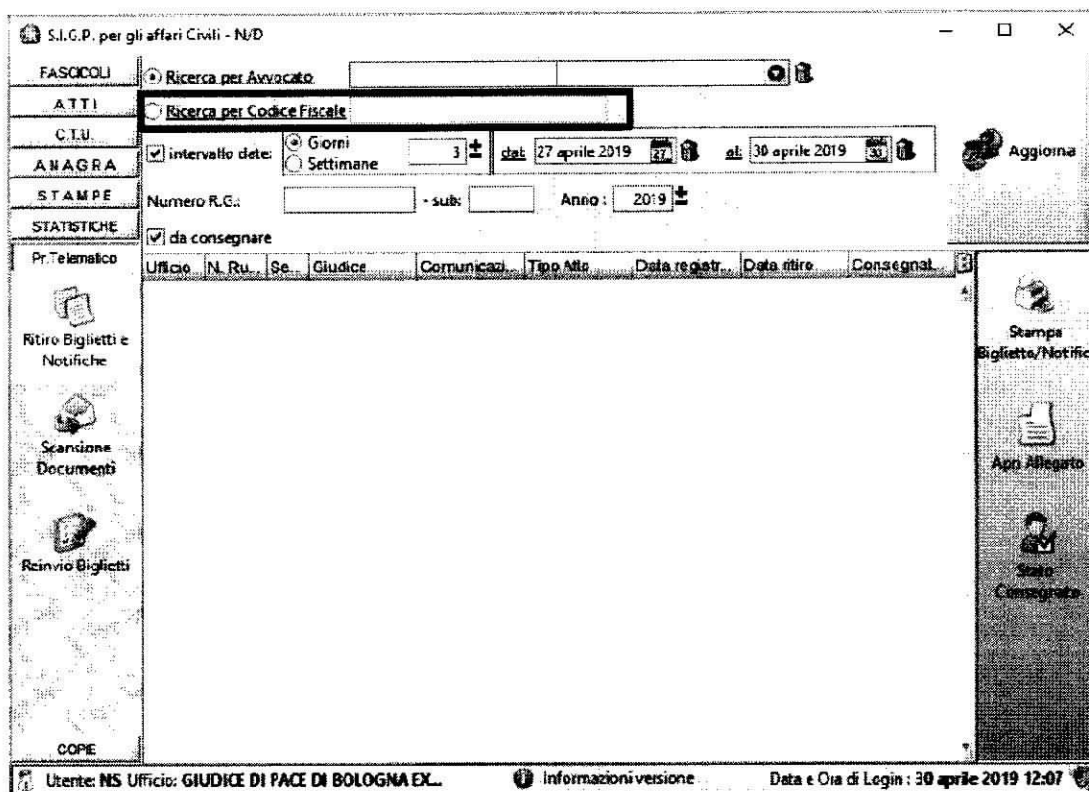 S.I.G.P. per gli affari Civili - N/D
FASCICOLI
ATTI
C.T.U.
ANAGRA
STAMPE
STATISTICHE
Pr.Telematico
Ritiro Biglietti e
Notifiche
Scansione
Documenti
Reinvio Biglietti
COPIE
Ricerca per Avvocato
Ricerca per Codice Fiscale
intervallo date:
Giorni
Settimane
3
dal: 27 aprile 2019 27
al: 30 aprile 2019 30
Aggiorna
Numero R.G.:
- sub:
Anno : 2019
da consegnare
Ufficio N. Ru... Se... Giudice Comunicazi... Tipo Atto Data registr... Data ritiro Consegnat...
Stampa
Biglietto/Notific
Apri Allegato
Stato
Consegnato
Utente: NS Ufficio: GIUDICE DI PACE DI BOLOGNA EX... Informazioni versione Data e Ora di Login : 30 aprile 2019 12:07